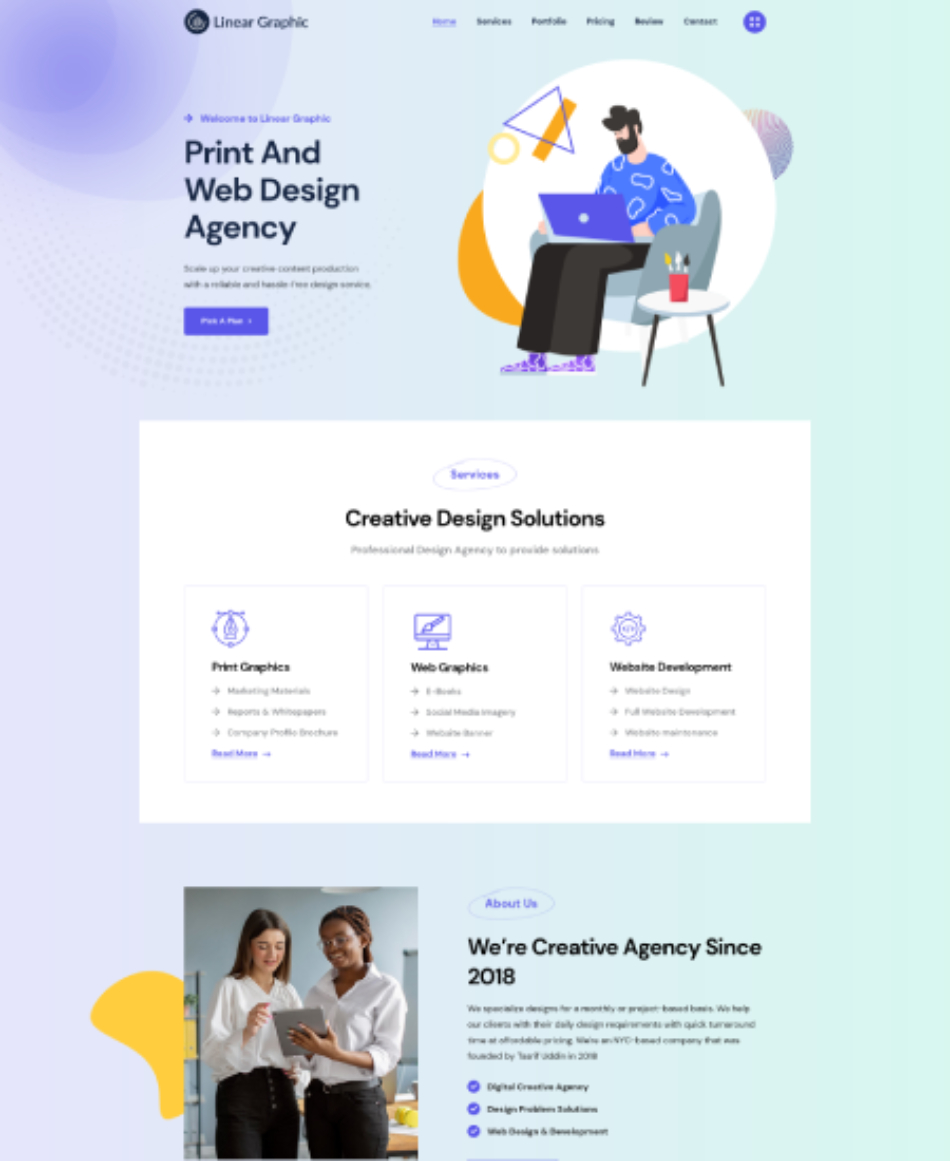 Linear Graphic
Home Services Portfolio Pricing Review Contact
Welcome to Linear Graphic
Print And
Web Design
Agency
Scale up your creative content production
with a reliable and hassle-free design service.
Pick A Plan
Services
Creative Design Solutions
Professional Design Agency to provide solutions
Print Graphics
Marketing Materials
Reports & Whitepapers
Company Profile Brochure
Read More
Web Graphics
E-Books
Social Media Imagery
Website Banner
Read More
Website Development
Website Design
Full Website Development
Website maintenance
Read More
About Us
We're Creative Agency Since
2018
We specialize designs for a monthly or project-based basis. We help
our clients with their daily design requirements with quick turnaround
time at affordable pricing. We're an NYC-based company that was
founded by Tasrif Uddin in 2018
Digital Creative Agency
Design Problem Solutions
Web Design & Development